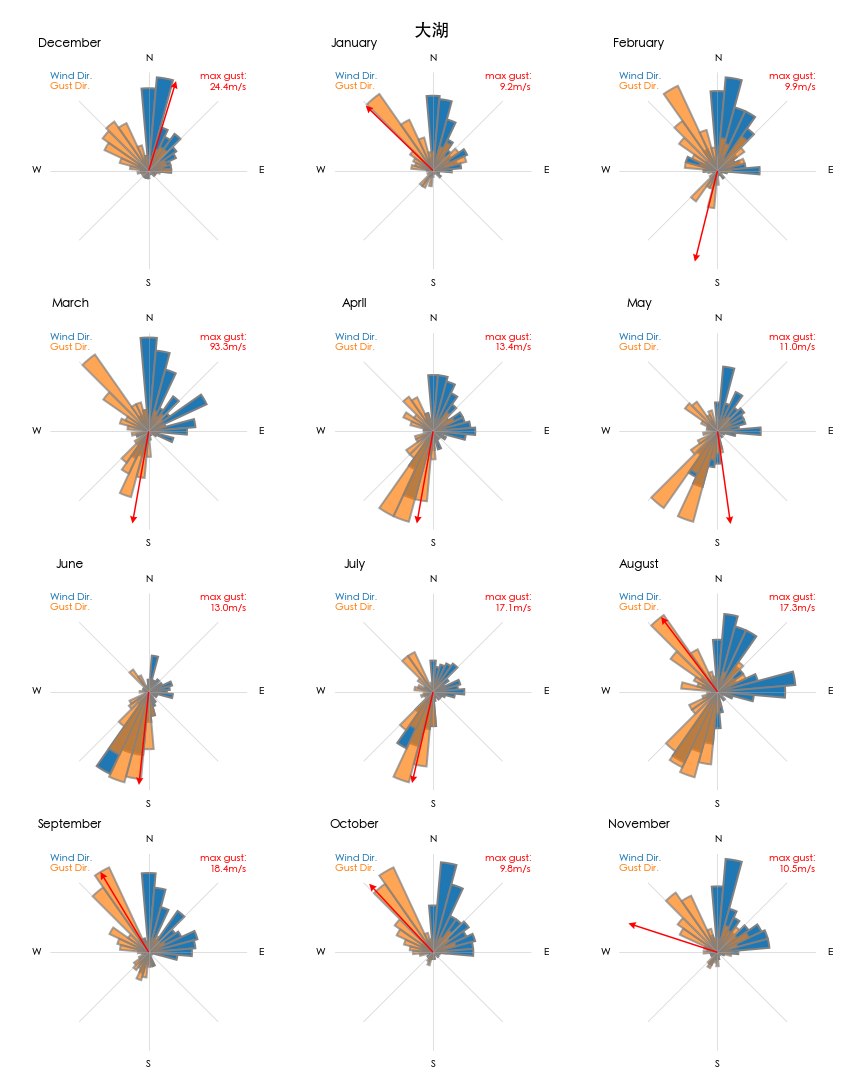 大湖
December
N
Wind Dir.
Gust Dir.
max gust:
24.4m/s
W
E
S
January
N
Wind Dir.
Gust Dir.
max gust:
9.2m/s
W
E
S
February
N
Wind Dir.
Gust Dir.
max gust:
9.9m/s
W
E
S
March
N
Wind Dir.
Gust Dir.
max gust:
93.3m/s
W
E
S
April
N
Wind Dir.
Gust Dir.
max gust:
13.4m/s
W
E
S
May
N
Wind Dir.
Gust Dir.
max gust:
11.0m/s
W
E
S
June
N
Wind Dir.
Gust Dir.
max gust:
13.0m/s
W
E
S
July
N
Wind Dir.
Gust Dir.
max gust:
17.1m/s
W
E
S
August
N
Wind Dir.
Gust Dir.
max gust:
17.3m/s
W
E
S
September
N
Wind Dir.
Gust Dir.
max gust:
18.4m/s
W
E
S
October
N
Wind Dir.
Gust Dir.
max gust:
9.8m/s
W
E
S
November
N
Wind Dir.
Gust Dir.
max gust:
10.5m/s
W
E
S